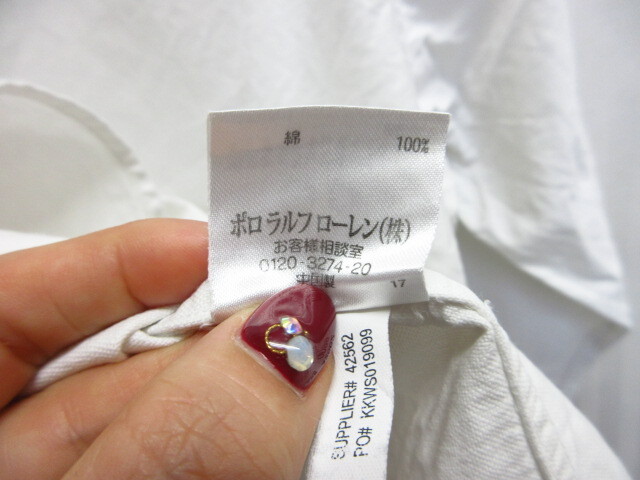 綿 100%
ポロ ラルフ ローレン(株)
お客様相談室
0120-3274-20
中国製 17
SUPPLIER# 42562
PO# KKWS019099